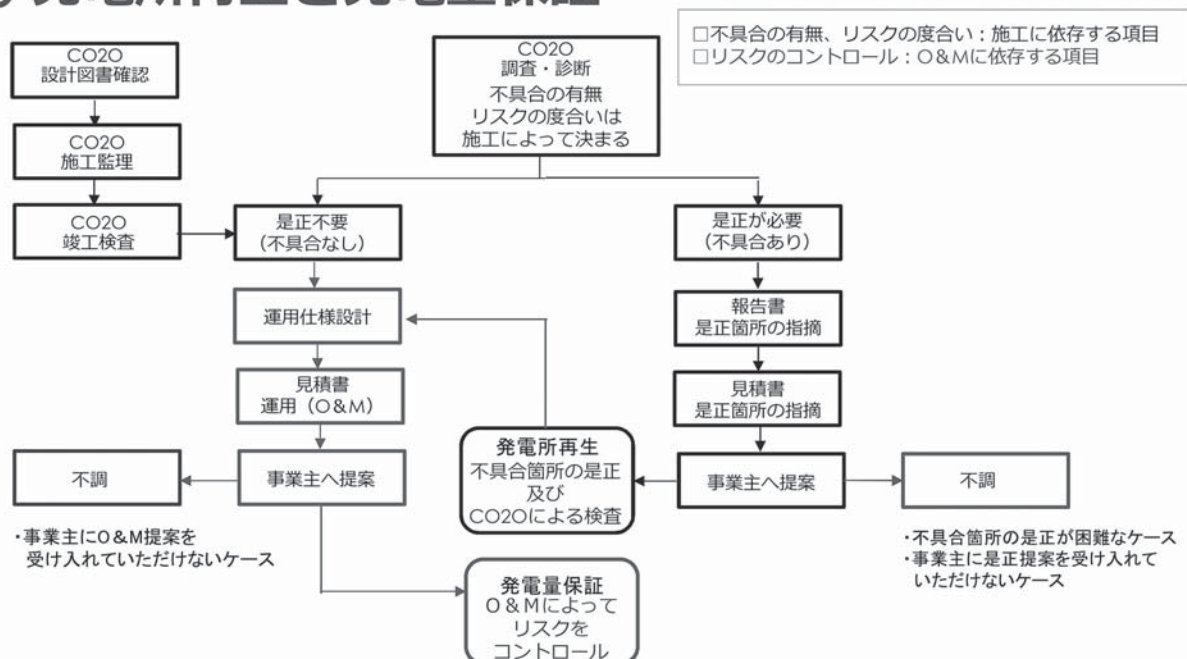 □不具合の有無、リスクの度合い：施工に依存する項目
□リスクのコントロール：O&Mに依存する項目
CO2O
設計図書確認
CO2O
施工監理
CO2O
竣工検査
CO2O
調査・診断
不具合の有無
リスクの度合いは
施工によって決まる
是正不要
（不具合なし）
是正が必要
（不具合あり）
運用仕様設計
報告書
是正箇所の指摘
見積書
運用（O&M）
見積書
是正箇所の指摘
不調
事業主へ提案
発電所再生
不具合箇所の是正
及び
CO2Oによる検査
事業主へ提案
不調
・事業主にO&M提案を
受け入れていただけないケース
・不具合箇所の是正が困難なケース
・事業主に是正提案を受け入れて
いただけないケース
発電量保証
O&Mによって
リスクを
コントロール